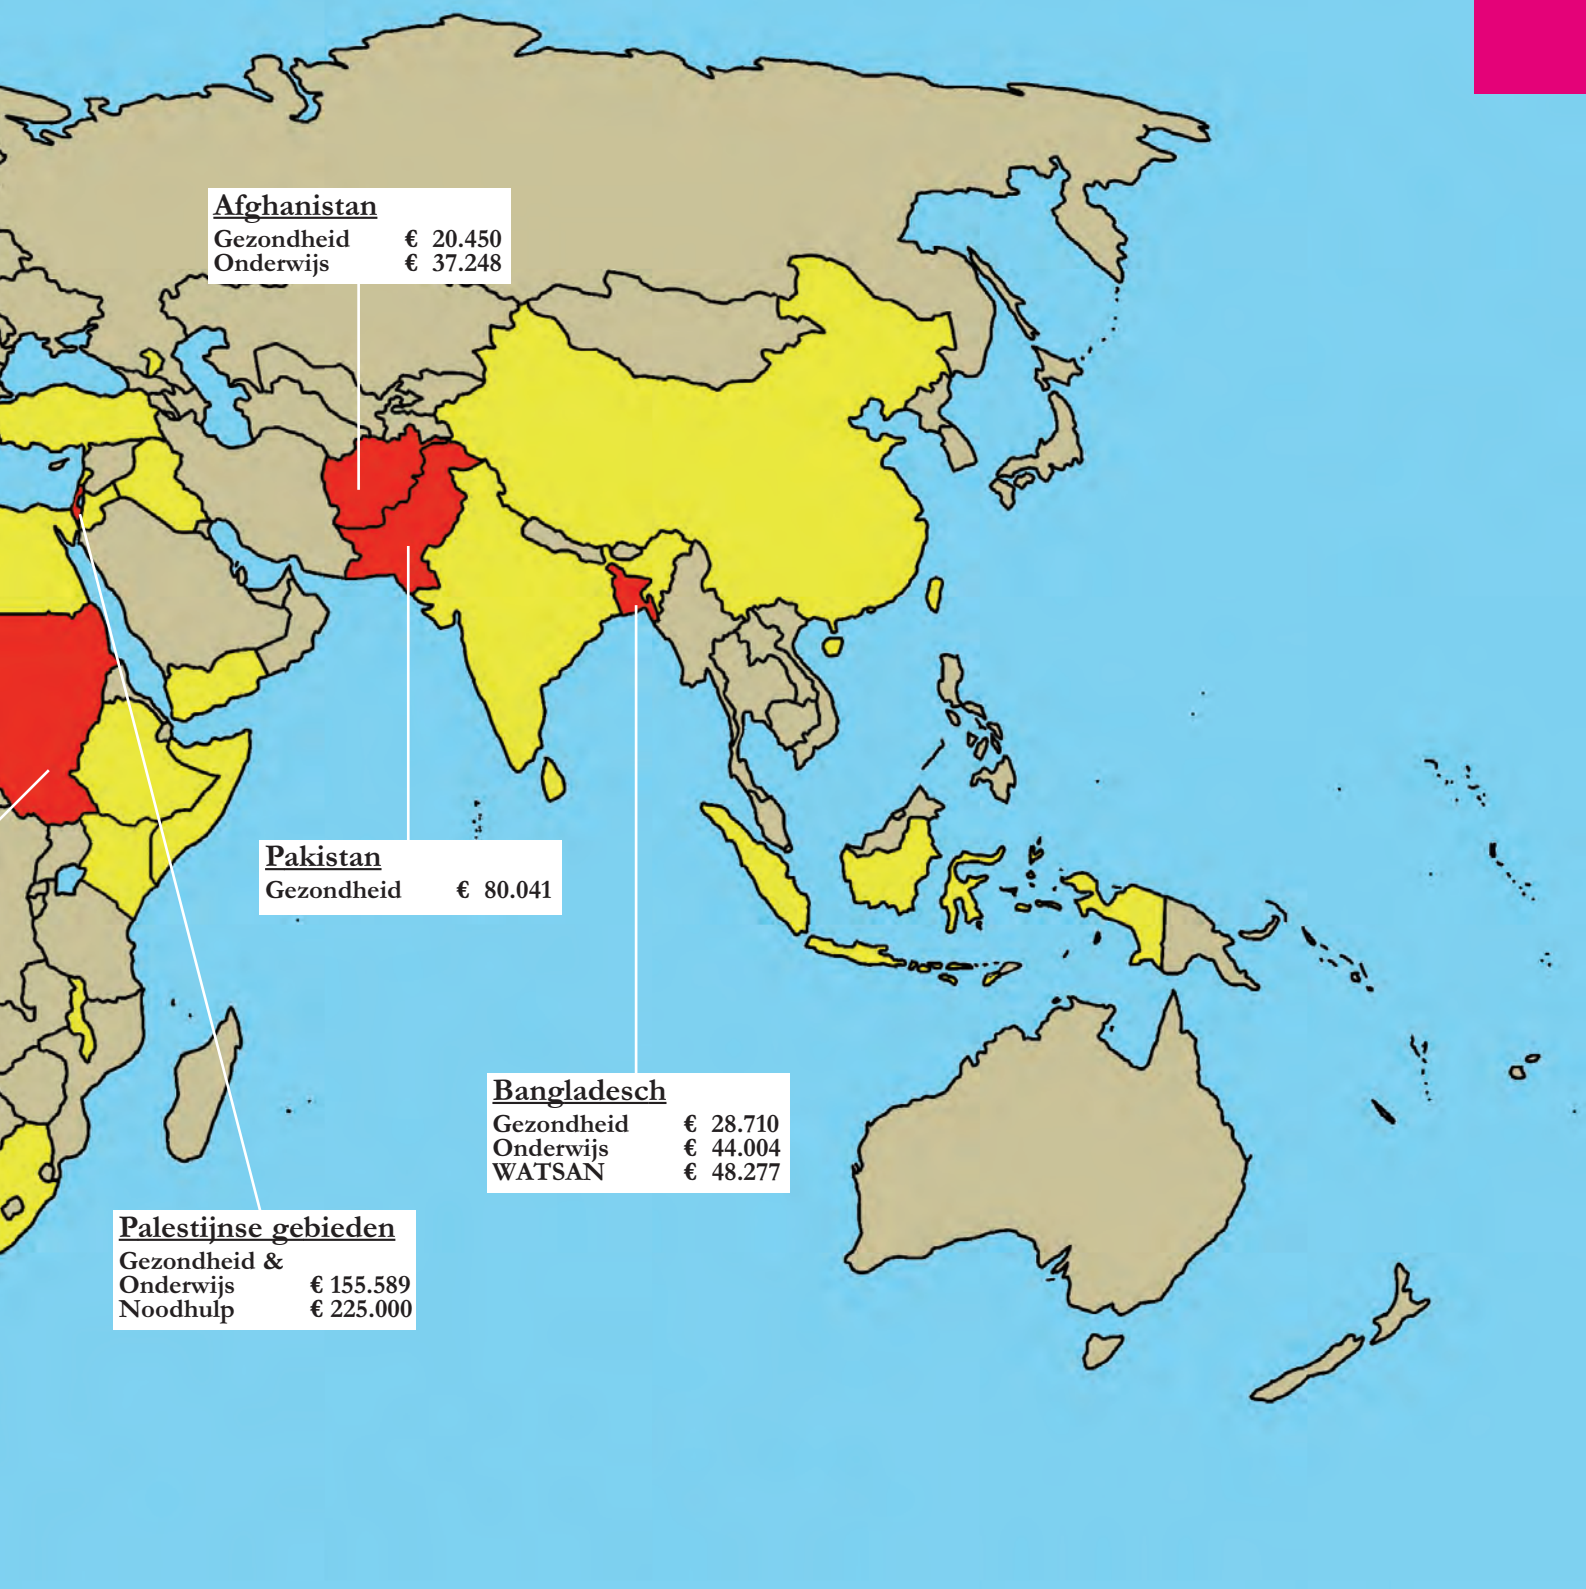 Afghanistan
Gezondheid € 20.450
Onderwijs € 37.248
Pakistan
Gezondheid € 80.041
Bangladesch
Gezondheid € 28.710
Onderwijs € 44.004
WATSAN € 48.277
Palestijnse gebieden
Gezondheid &
Onderwijs € 155.589
Noodhulp € 225.000